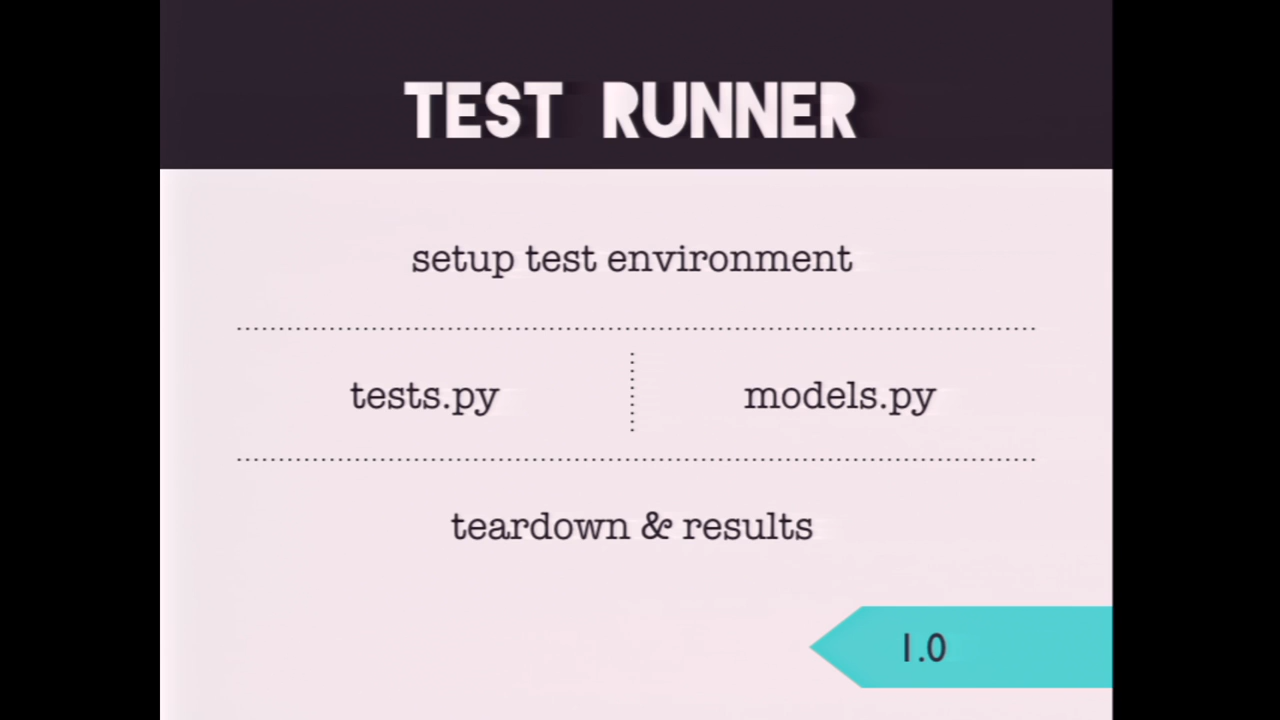 TEST RUNNER
setup test environment
tests.py
models.py
teardown & results
1.0